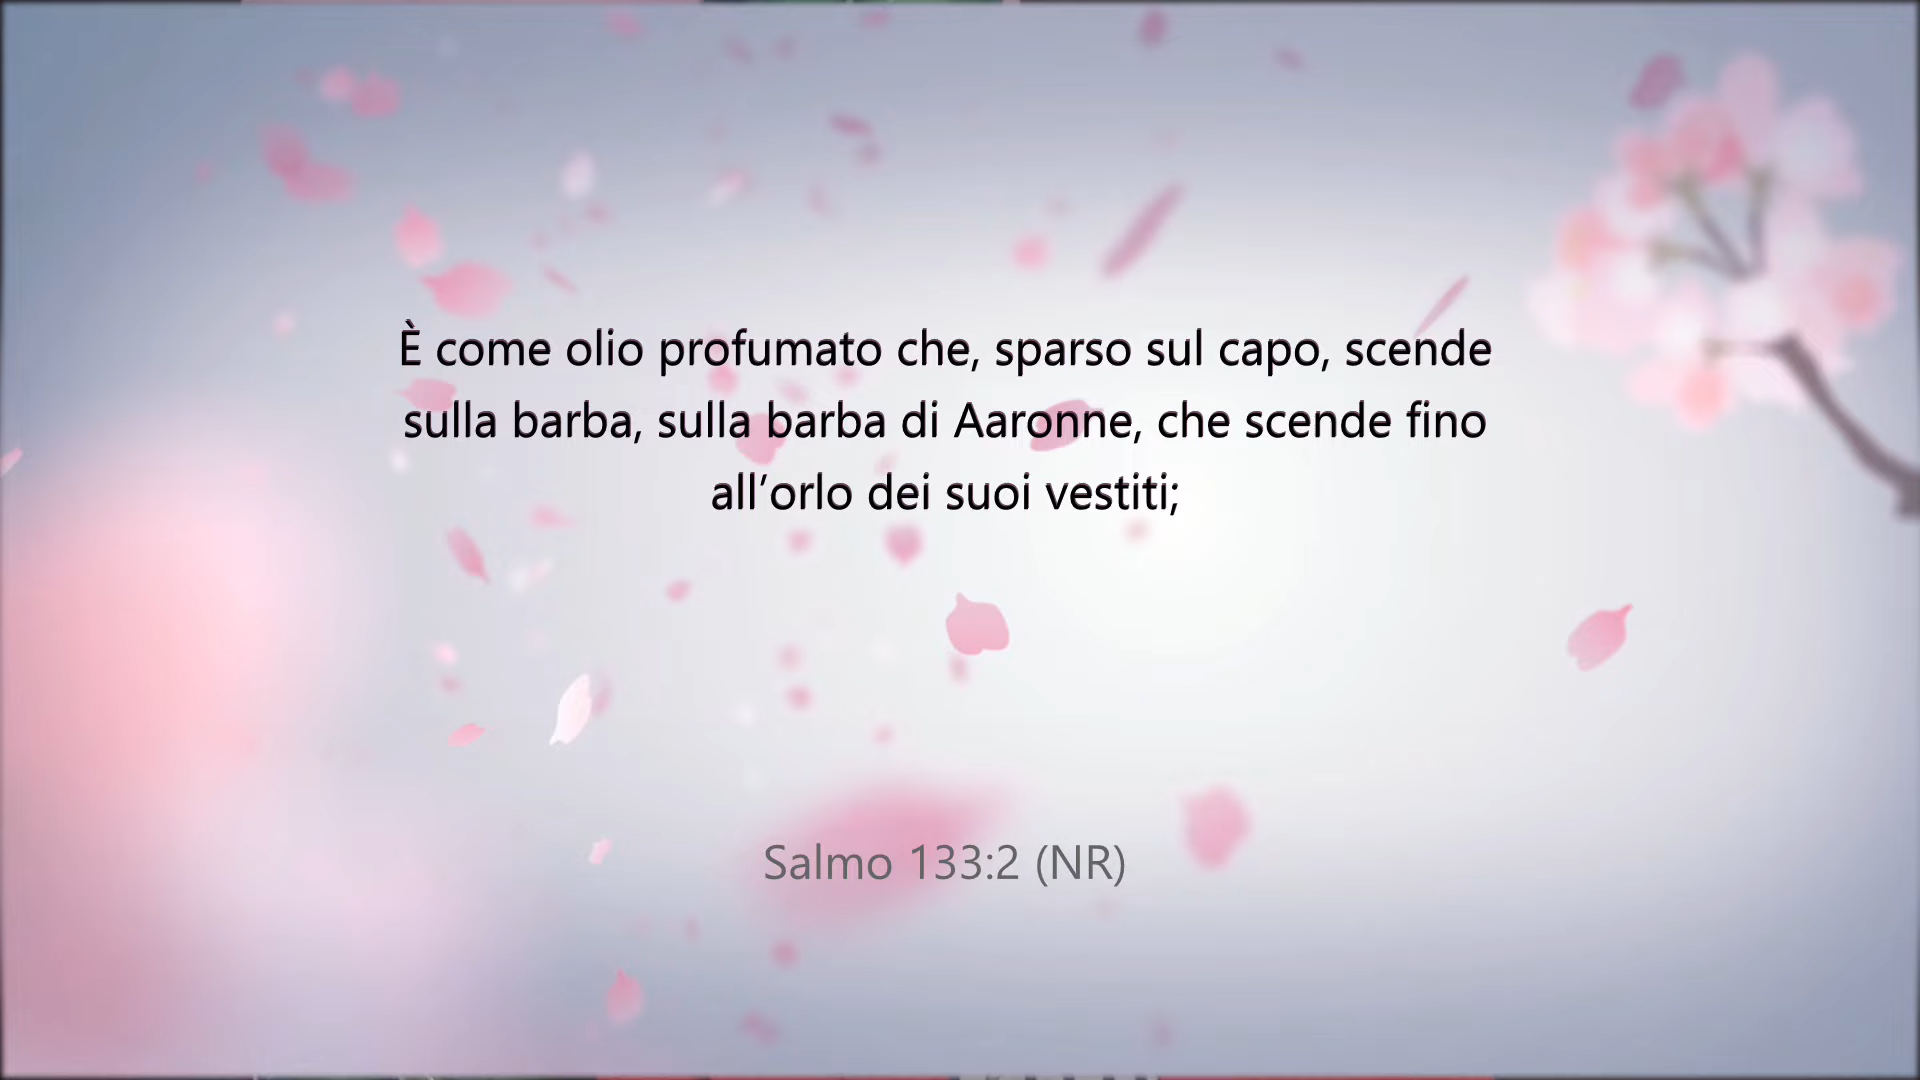 È come olio profumato che, sparso sul capo, scende
sulla barba, sulla barba di Aaronne, che scende fino
all’orlo dei suoi vestiti;
Salmo 133:2 (NR)